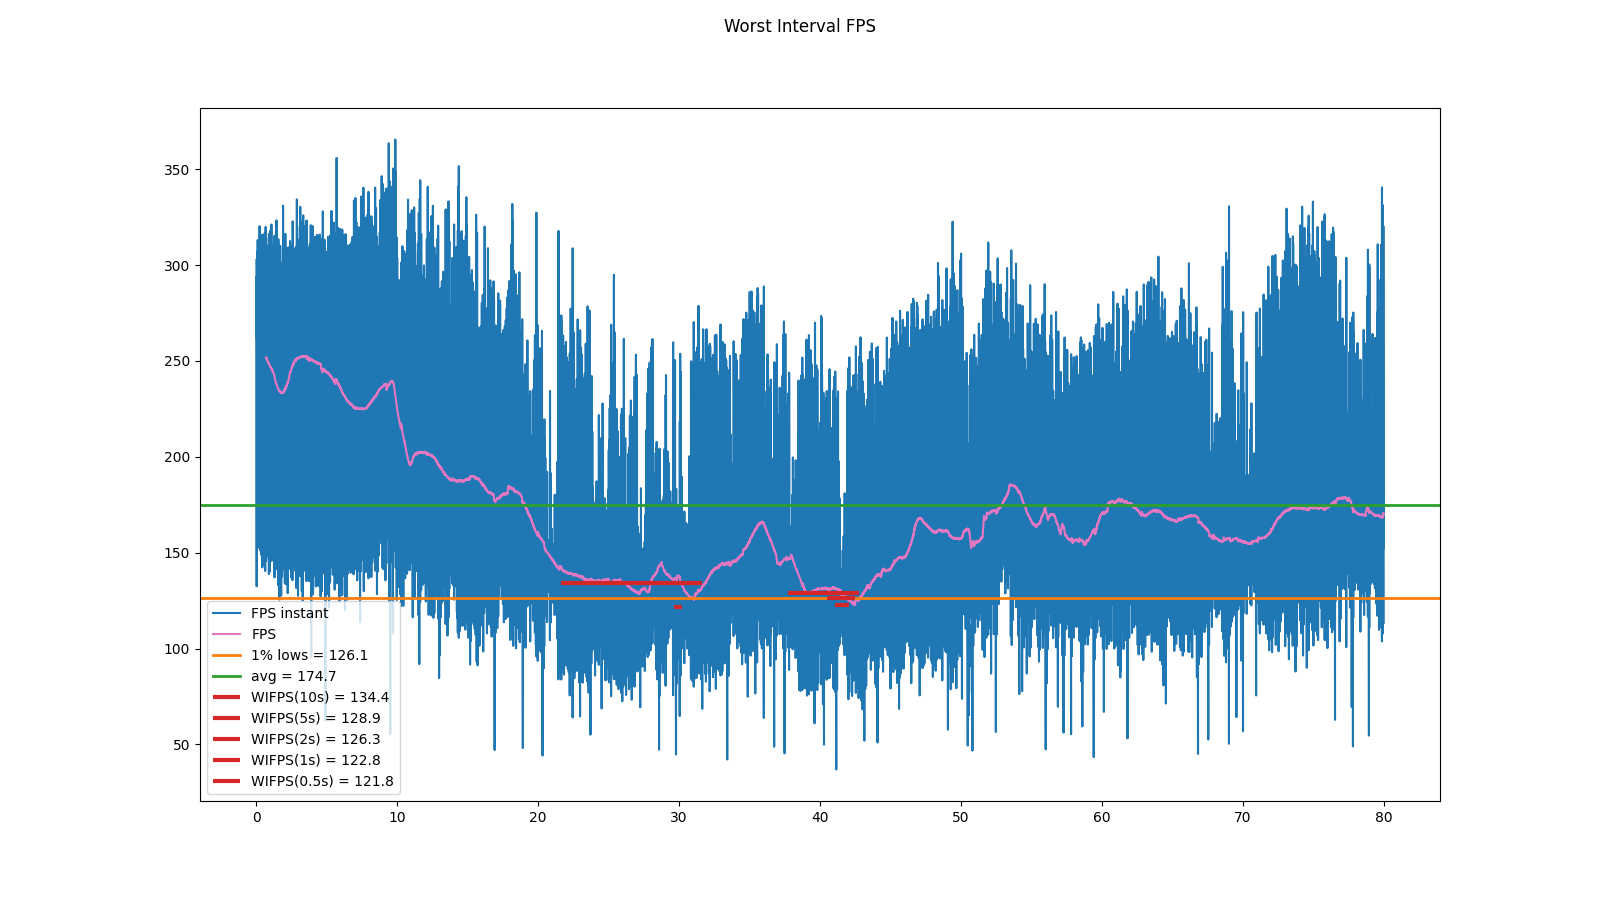 Worst Interval FPS
350
300
250
200
150
100
50
FPS instant
FPS
1% lows = 126.1
avg = 174.7
WIFPS(10s) = 134.4
WIFPS(5s) = 128.9
WIFPS(2s) = 126.3
WIFPS(1s) = 122.8
WIFPS(0.5s) = 121.8
0 10 20 30 40 50 60 70 80